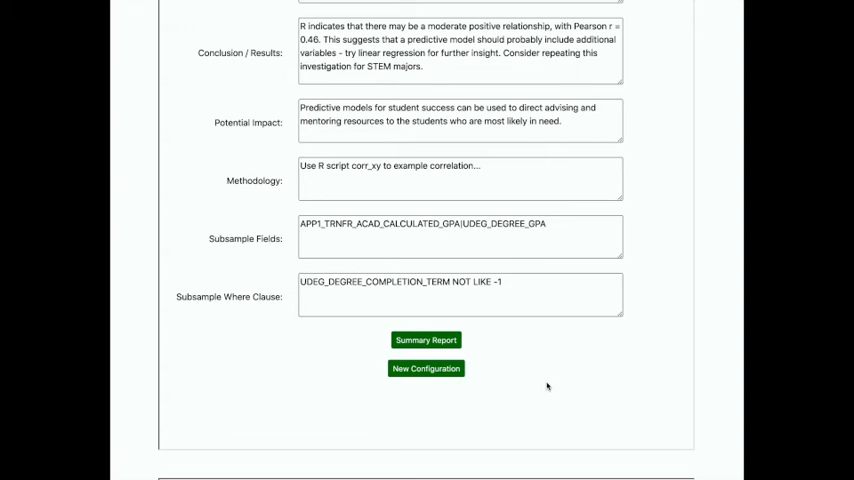 Conclusion / Results:
R indicates that there may be a moderate positive relationship, with Pearson r =
0.46. This suggests that a predictive model should probably include additional
variables - try linear regression for further insight. Consider repeating this
investigation for STEM majors.
Potential Impact:
Predictive models for student success can be used to direct advising and
mentoring resources to the students who are most likely in need.
Methodology:
Use R script corr_xy to example correlation...
Subsample Fields:
APP1_TRNFR_ACAD_CALCULATED_GPA|UDEG_DEGREE_GPA
Subsample Where Clause:
UDEG_DEGREE_COMPLETION_TERM NOT LIKE -1
Summary Report
New Configuration